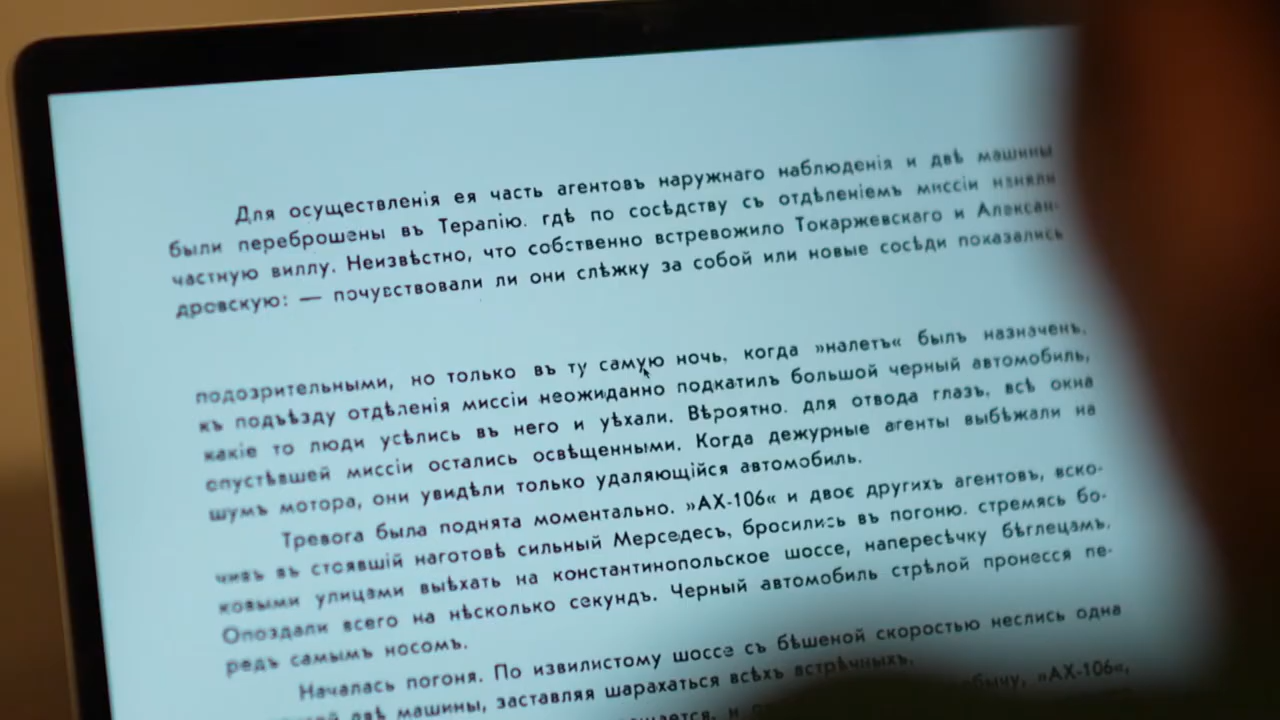 Для осуществленія ея часть агентовъ наружнаго наблюденія и двѣ машины
были переброшены въ Терапію. гдѣ по сосѣдству съ отдѣленіемъ миссіи наняли
частную виллу. Неизвѣстно, что собственно встревожило Токаржевскаго и Алексан-
дровскую: — почувствовали ли они слѣжку за собой или новые сосѣди показались
подозрительными, но только въ ту самую ночь, когда »налетъ« былъ назначенъ,
къ подъѣзду отдѣленія миссіи неожиданно подкатилъ большой черный автомобиль,
какіе то люди усѣлись въ него и уѣхали. Вѣроятно. для отвода глазъ, всѣ окна
опустѣвшей миссіи остались освѣщенными. Когда дежурные агенты выбѣжали на
шумъ мотора, они увидѣли только удаляющійся автомобиль.
Тревога была поднята моментально. »АХ-106« и двое другихъ агентовъ, вско-
чивъ въ стоявшій наготовѣ сильный Мерседесъ, бросились въ погоню. стремясь бо-
ковыми улицами выѣхать на константинопольское шоссе, напересѣчку бѣглецамъ.
Опоздали всего на нѣсколько секундъ. Черный автомобиль стрѣлой пронесся пе-
редъ самымъ носомъ.
Началась погоня. По извилистому шоссе съ бѣшеной скоростью неслись одна
двѣ машины, заставляя шарахаться всѣхъ встрѣчныхъ.
»АХ-106«,